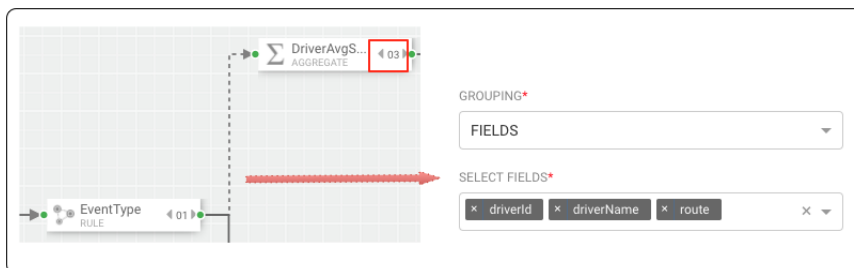 DriverAvgS...
03
AGGREGATE
EventType
01
RULE
GROUPING*
FIELDS
SELECT FIELDS*
× driverId × driverName × route ×